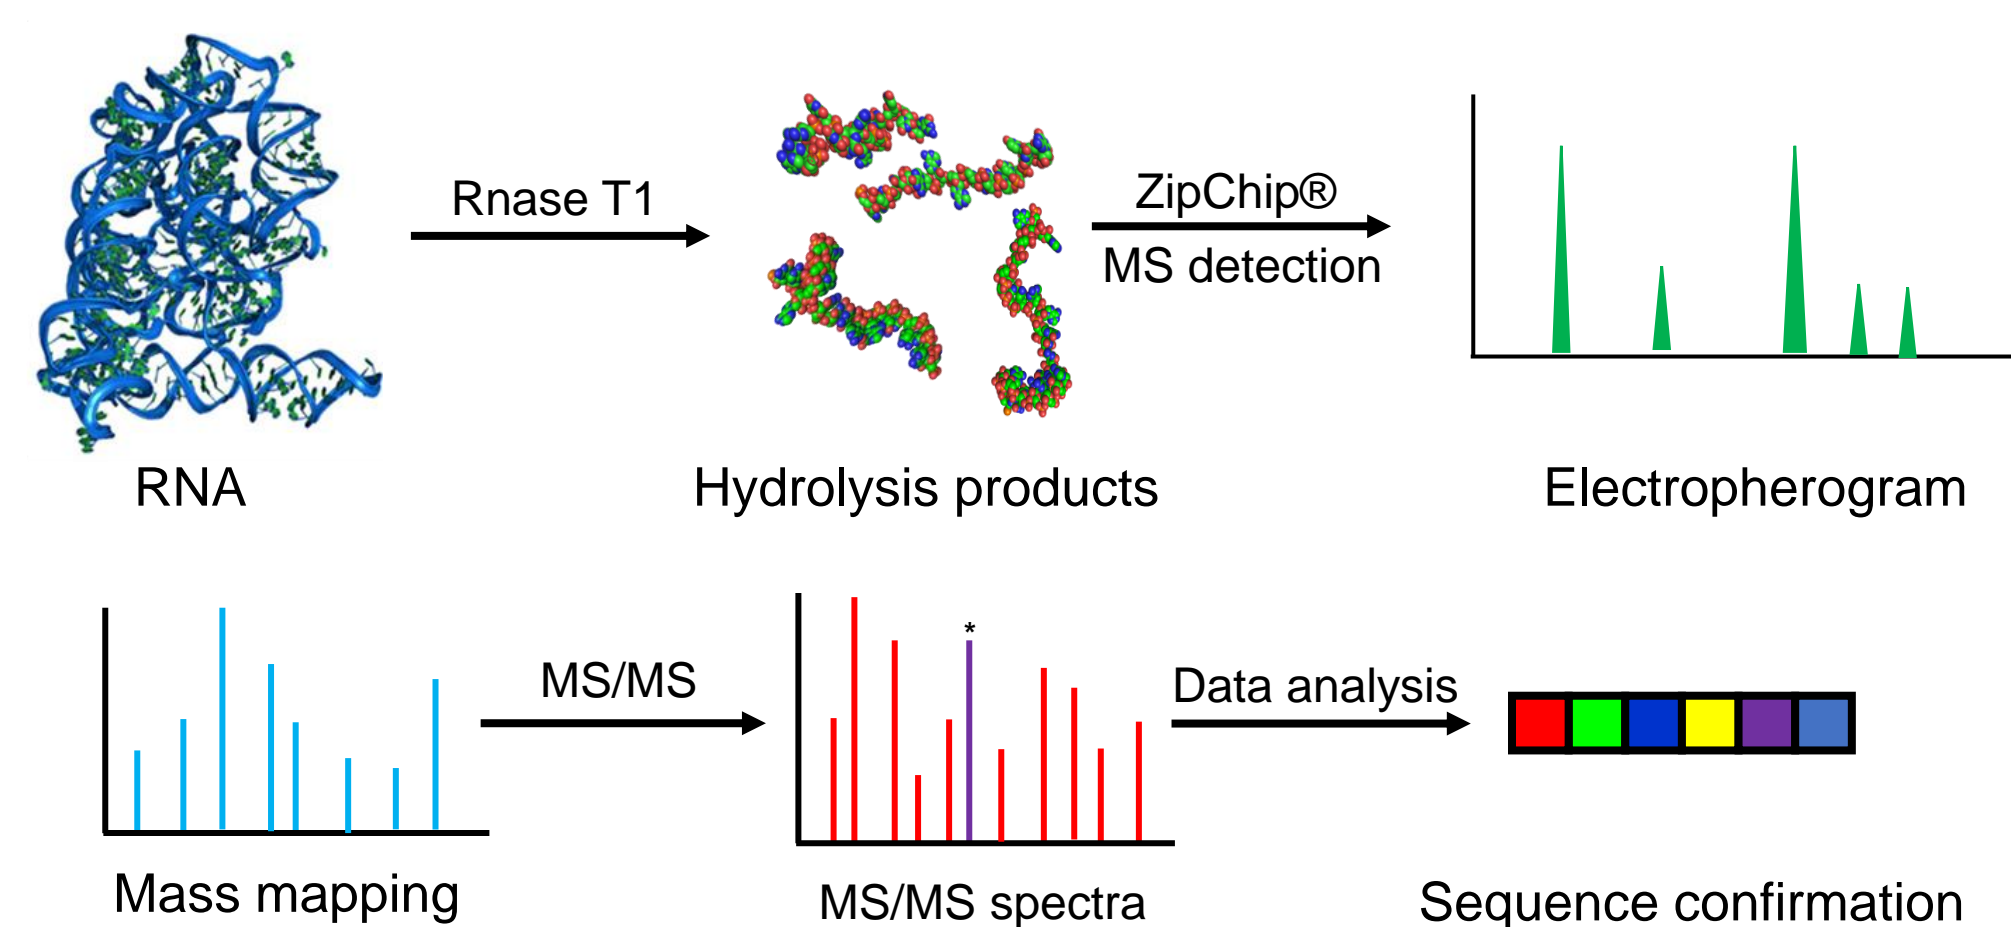 Rnase T1
ZipChip®
MS detection
RNA
Hydrolysis products
Electropherogram
MS/MS
*
Data analysis
Mass mapping
MS/MS spectra
Sequence confirmation